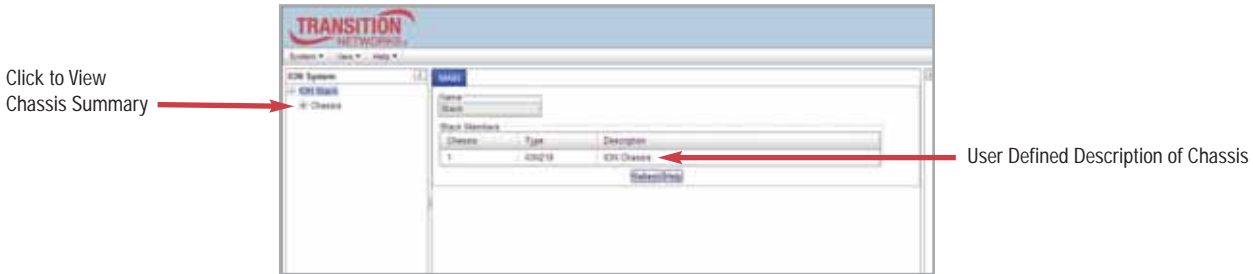 TRANSITION
NETWORKS
System View Help
ION System
ION Stack
Chassis
MAIN
Name
Stack
Stack Members
Chassis Type Description
1 ION219 ION Chassis
Refresh Help
Click to View
Chassis Summary
User Defined Description of Chassis